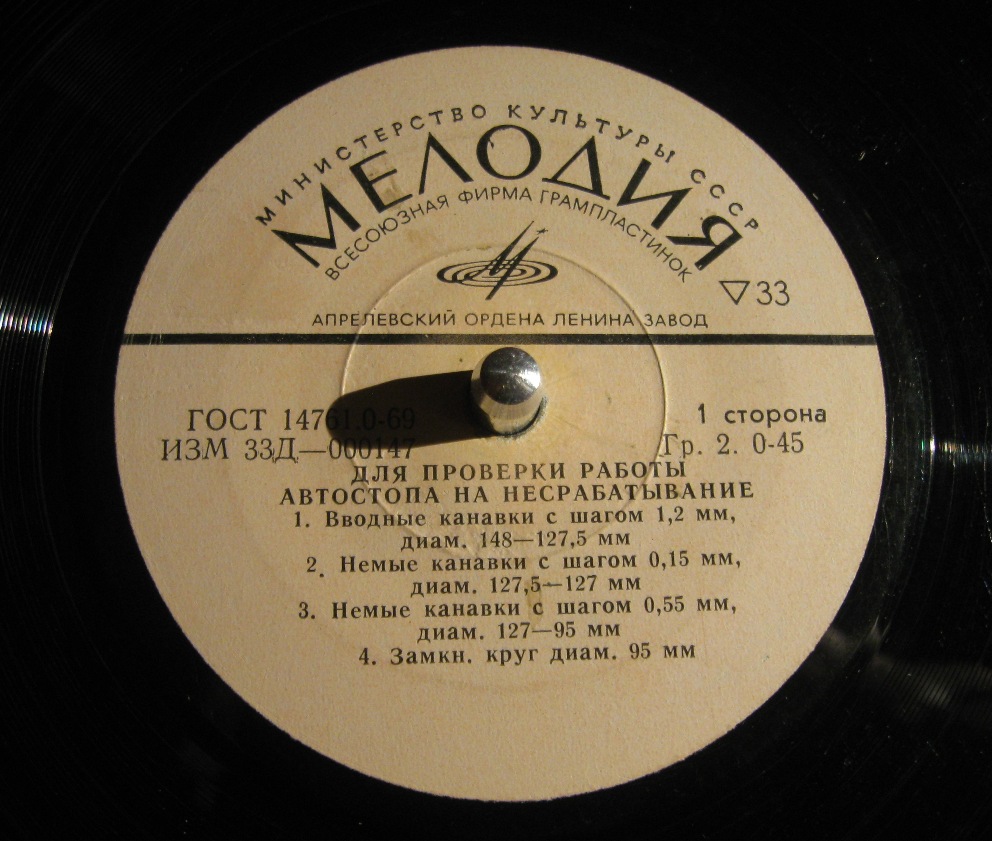 МИНИСТЕРСТВО КУЛЬТУРЫ СССР
МЕЛОДИЯ
ВСЕСОЮЗНАЯ ФИРМА ГРАМПЛАСТИНОК
▽33
АПРЕЛЕВСКИЙ ОРДЕНА ЛЕНИНА ЗАВОД
ГОСТ 14761.0-69
1 сторона
ИЗМ 33Д—000147
Гр. 2. 0-45
ДЛЯ ПРОВЕРКИ РАБОТЫ
АВТОСТОПА НА НЕСРАБАТЫВАНИЕ
1. Вводные канавки с шагом 1,2 мм,
диам. 148—127,5 мм
2. Немые канавки с шагом 0,15 мм,
диам. 127,5—127 мм
3. Немые канавки с шагом 0,55 мм,
диам. 127—95 мм
4. Замкн. круг диам. 95 мм